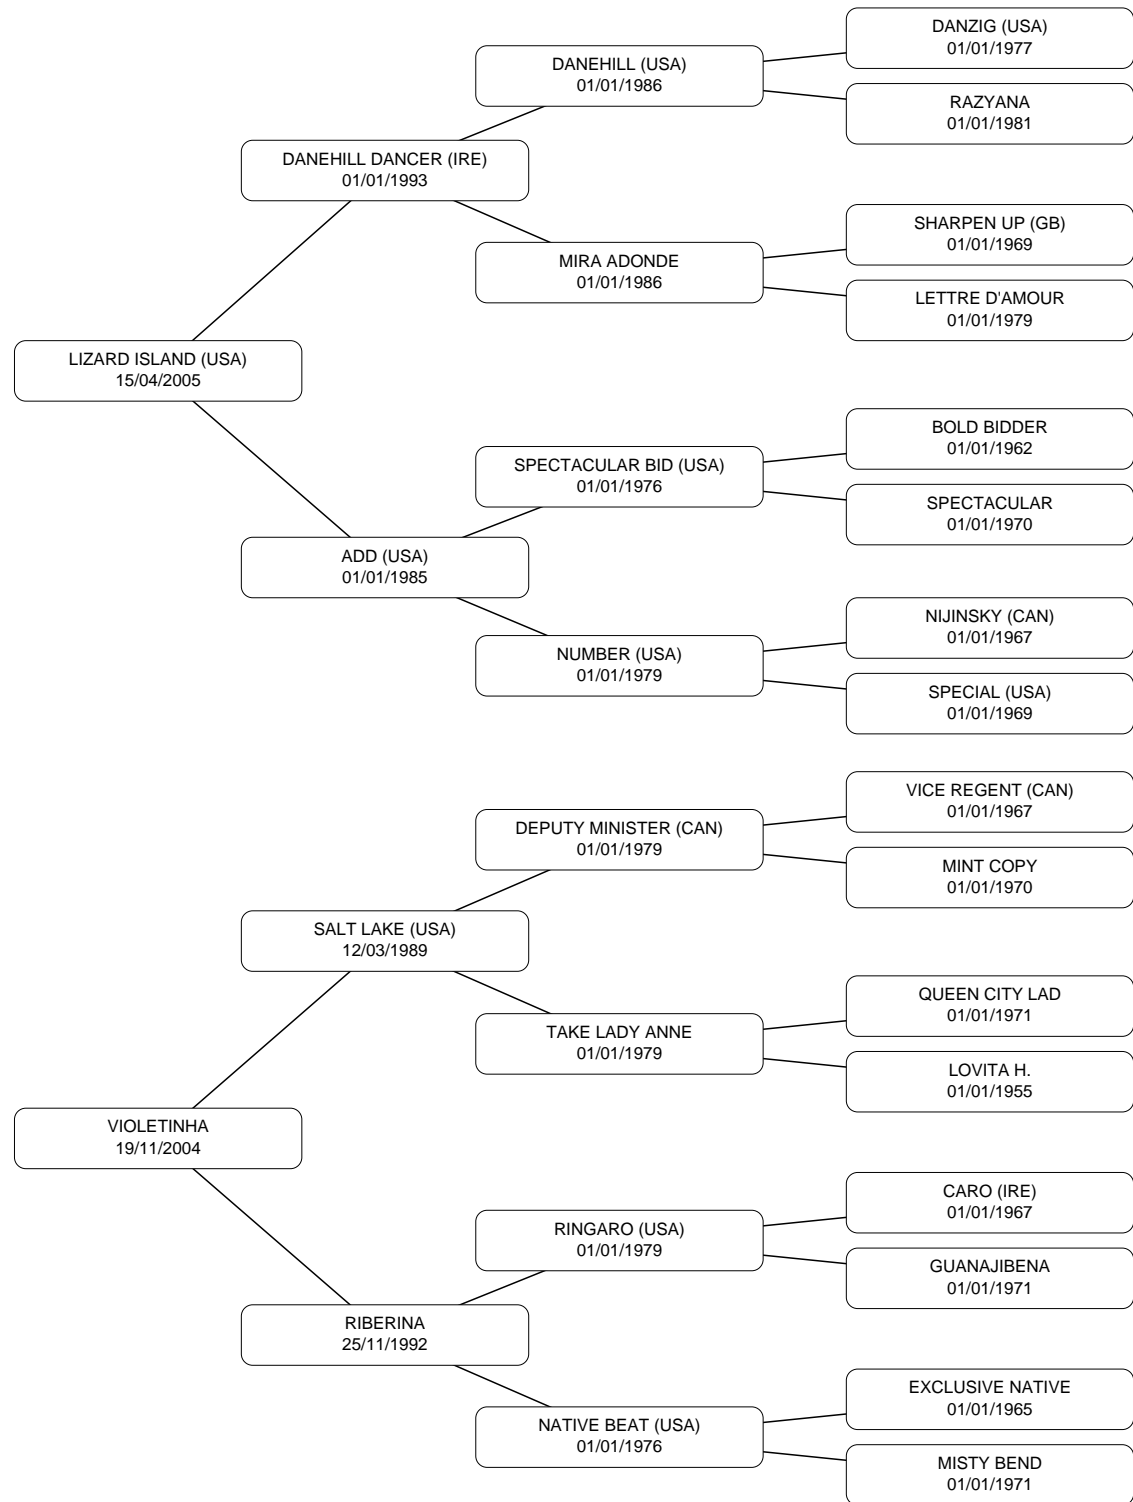 DANZIG (USA)
01/01/1977
DANEHILL (USA)
01/01/1986
RAZYANA
01/01/1981
DANEHILL DANCER (IRE)
01/01/1993
SHARPEN UP (GB)
01/01/1969
MIRA ADONDE
01/01/1986
LETTRE D'AMOUR
01/01/1979
LIZARD ISLAND (USA)
15/04/2005
BOLD BIDDER
01/01/1962
SPECTACULAR BID (USA)
01/01/1976
SPECTACULAR
01/01/1970
ADD (USA)
01/01/1985
NIJINSKY (CAN)
01/01/1967
NUMBER (USA)
01/01/1979
SPECIAL (USA)
01/01/1969
VICE REGENT (CAN)
01/01/1967
DEPUTY MINISTER (CAN)
01/01/1979
MINT COPY
01/01/1970
SALT LAKE (USA)
12/03/1989
QUEEN CITY LAD
01/01/1971
TAKE LADY ANNE
01/01/1979
LOVITA H.
01/01/1955
VIOLETINHA
19/11/2004
CARO (IRE)
01/01/1967
RINGARO (USA)
01/01/1979
GUANAJIBENA
01/01/1971
RIBERINA
25/11/1992
EXCLUSIVE NATIVE
01/01/1965
NATIVE BEAT (USA)
01/01/1976
MISTY BEND
01/01/1971